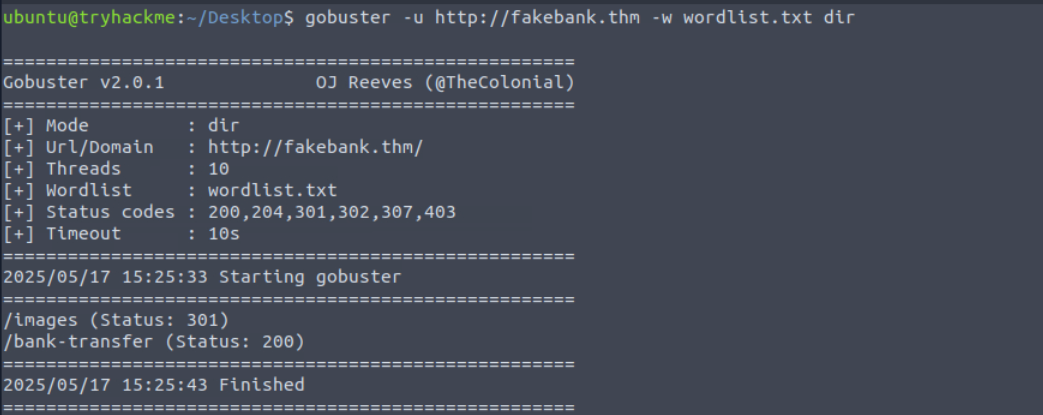 ubuntu@tryhackme:~/Desktop$ gobuster -u http://fakebank.thm -w wordlist.txt dir
=====================================================
Gobuster v2.0.1              OJ Reeves (@TheColonial)
=====================================================
[+] Mode         : dir
[+] Url/Domain   : http://fakebank.thm/
[+] Threads      : 10
[+] Wordlist     : wordlist.txt
[+] Status codes : 200,204,301,302,307,403
[+] Timeout      : 10s
=====================================================
2025/05/17 15:25:33 Starting gobuster
=====================================================
/images (Status: 301)
/bank-transfer (Status: 200)
=====================================================
2025/05/17 15:25:43 Finished
=====================================================